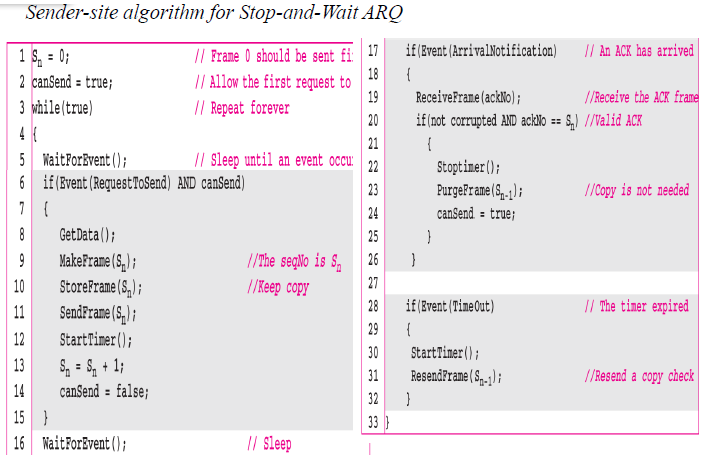 Sender-site algorithm for Stop-and-Wait ARQ
1 Sn = 0; // Frame 0 should be sent fi
2 canSend = true; // Allow the first request to
3 while(true) // Repeat forever
4 {
5 WaitForEvent(); // Sleep until an event occu
6 if(Event(RequestToSend) AND canSend)
7 {
8 GetData();
9 MakeFrame(Sn); //The seqNo is Sn
10 StoreFrame(Sn); //Keep copy
11 SendFrame(Sn);
12 StartTimer();
13 Sn = Sn + 1;
14 canSend = false;
15 }
16 WaitForEvent(); // Sleep
17 if(Event(ArrivalNotification) // An ACK has arrived
18 {
19 ReceiveFrame(ackNo); //Receive the ACK frame
20 if(not corrupted AND ackNo == Sn) //Valid ACK
21 {
22 Stoptimer();
23 PurgeFrame(Sn-1); //Copy is not needed
24 canSend = true;
25 }
26 }
27
28 if(Event(TimeOut) // The timer expired
29 {
30 StartTimer();
31 ResendFrame(Sn-1); //Resend a copy check
32 }
33 }